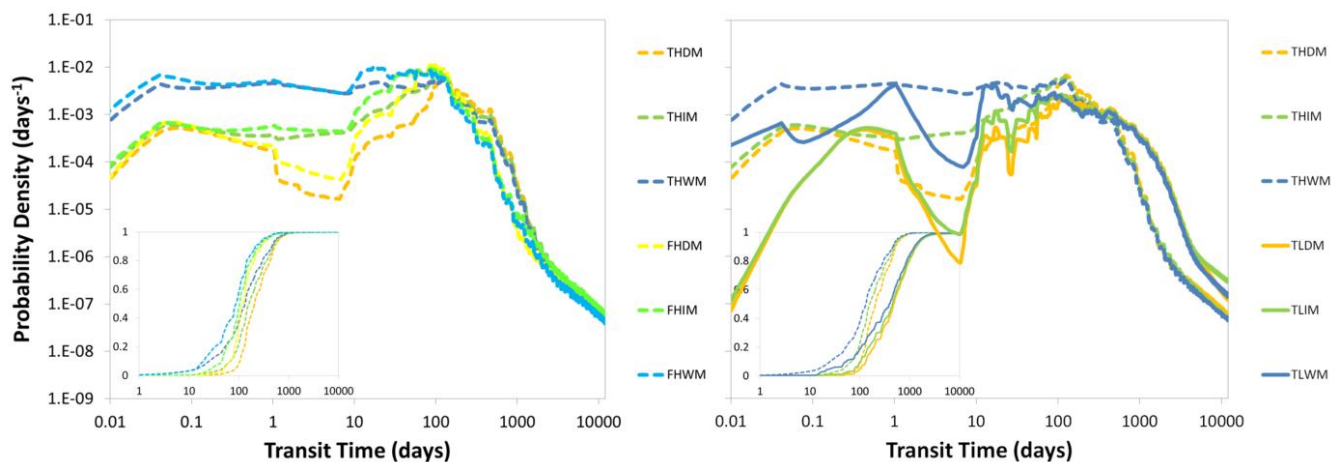 1.E-01
1.E-02
1.E-03
1.E-04
1.E-05
1.E-06
1.E-07
1.E-08
1.E-09
Probability Density (days-1)
0.01 0.1 1 10 100 1000 10000
Transit Time (days)
1
0.8
0.6
0.4
0.2
0
1 10 100 1000 10000
THDM
THIM
THWM
FHDM
FHIM
FHWM
0.01 0.1 1 10 100 1000 10000
Transit Time (days)
1
0.8
0.6
0.4
0.2
0
1 10 100 1000 10000
THDM
THIM
THWM
TLDM
TLIM
TLWM